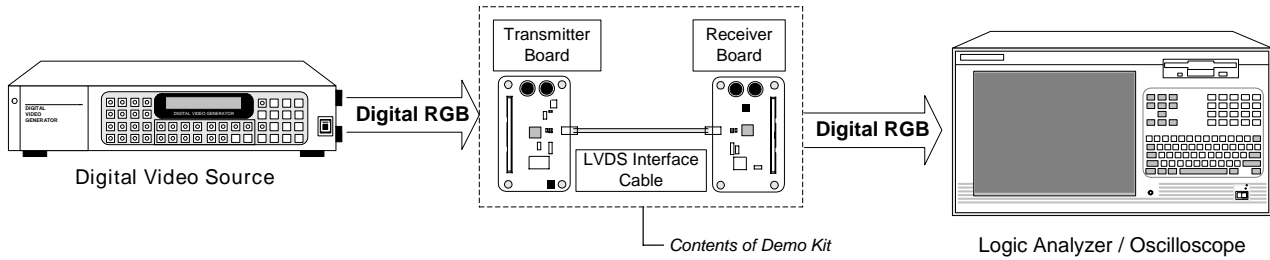 Transmitter
Board
Receiver
Board
DIGITAL
VIDEO
GENERATOR
DIGITAL VIDEO GENERATOR
Digital RGB
Digital RGB
LVDS Interface
Cable
Digital Video Source
Contents of Demo Kit
Logic Analyzer / Oscilloscope